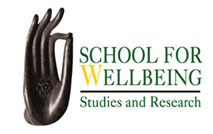 SCHOOL FOR
WELLBEING
Studies and Research